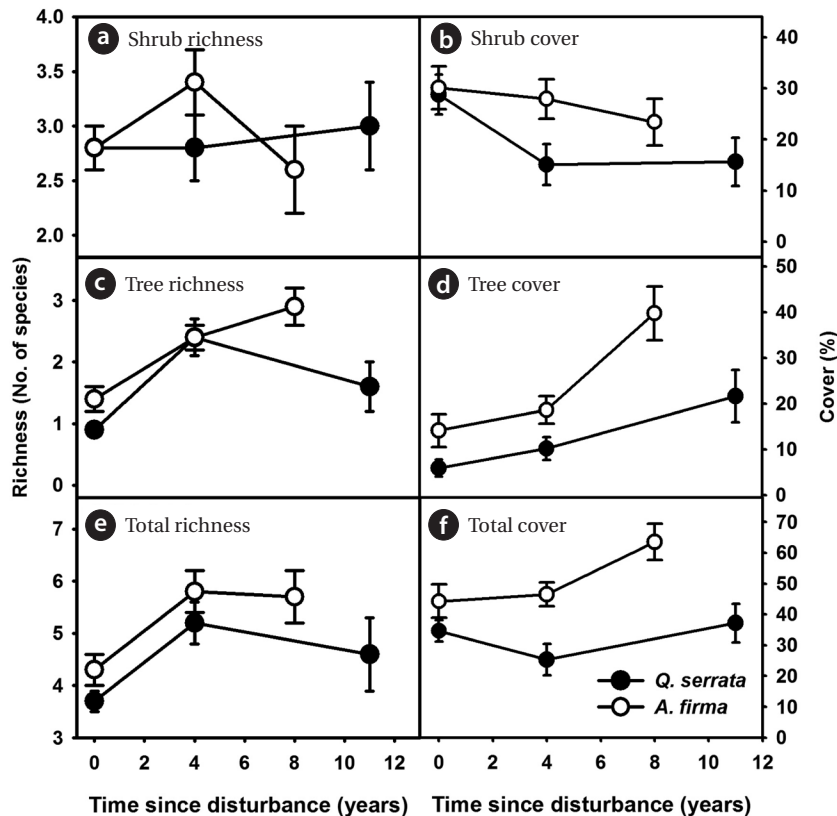 a Shrub richness
b Shrub cover
4.0
3.5
3.0
2.5
2.0
40
30
20
10
0
c Tree richness
d Tree cover
3
2
1
0
50
40
30
20
10
0
e Total richness
f Total cover
7
6
5
4
3
70
60
50
40
30
20
10
0
Richness (No. of species)
Cover (%)
Q. serrata
A. firma
0 2 4 6 8 10 12
0 2 4 6 8 10 12
Time since disturbance (years)
Time since disturbance (years)